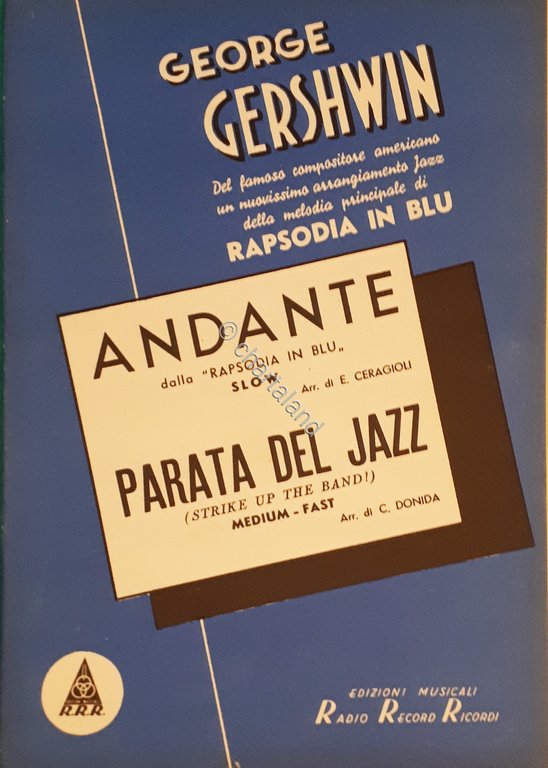 GEORGE
GERSHWIN
Del famoso compositore americano
un nuovissimo arrangiamento Jazz
della melodia principale di
RAPSODIA IN BLU
ANDANTE
dalla "RAPSODIA IN BLU„
SLOW Arr. di E. CERAGIOLI
© chartaland
PARATA DEL JAZZ
(STRIKE UP THE BAND!)
MEDIUM - FAST
Arr. di C. DONIDA
R.R.R.
EDIZIONI MUSICALI
RADIO RECORD RICORDI